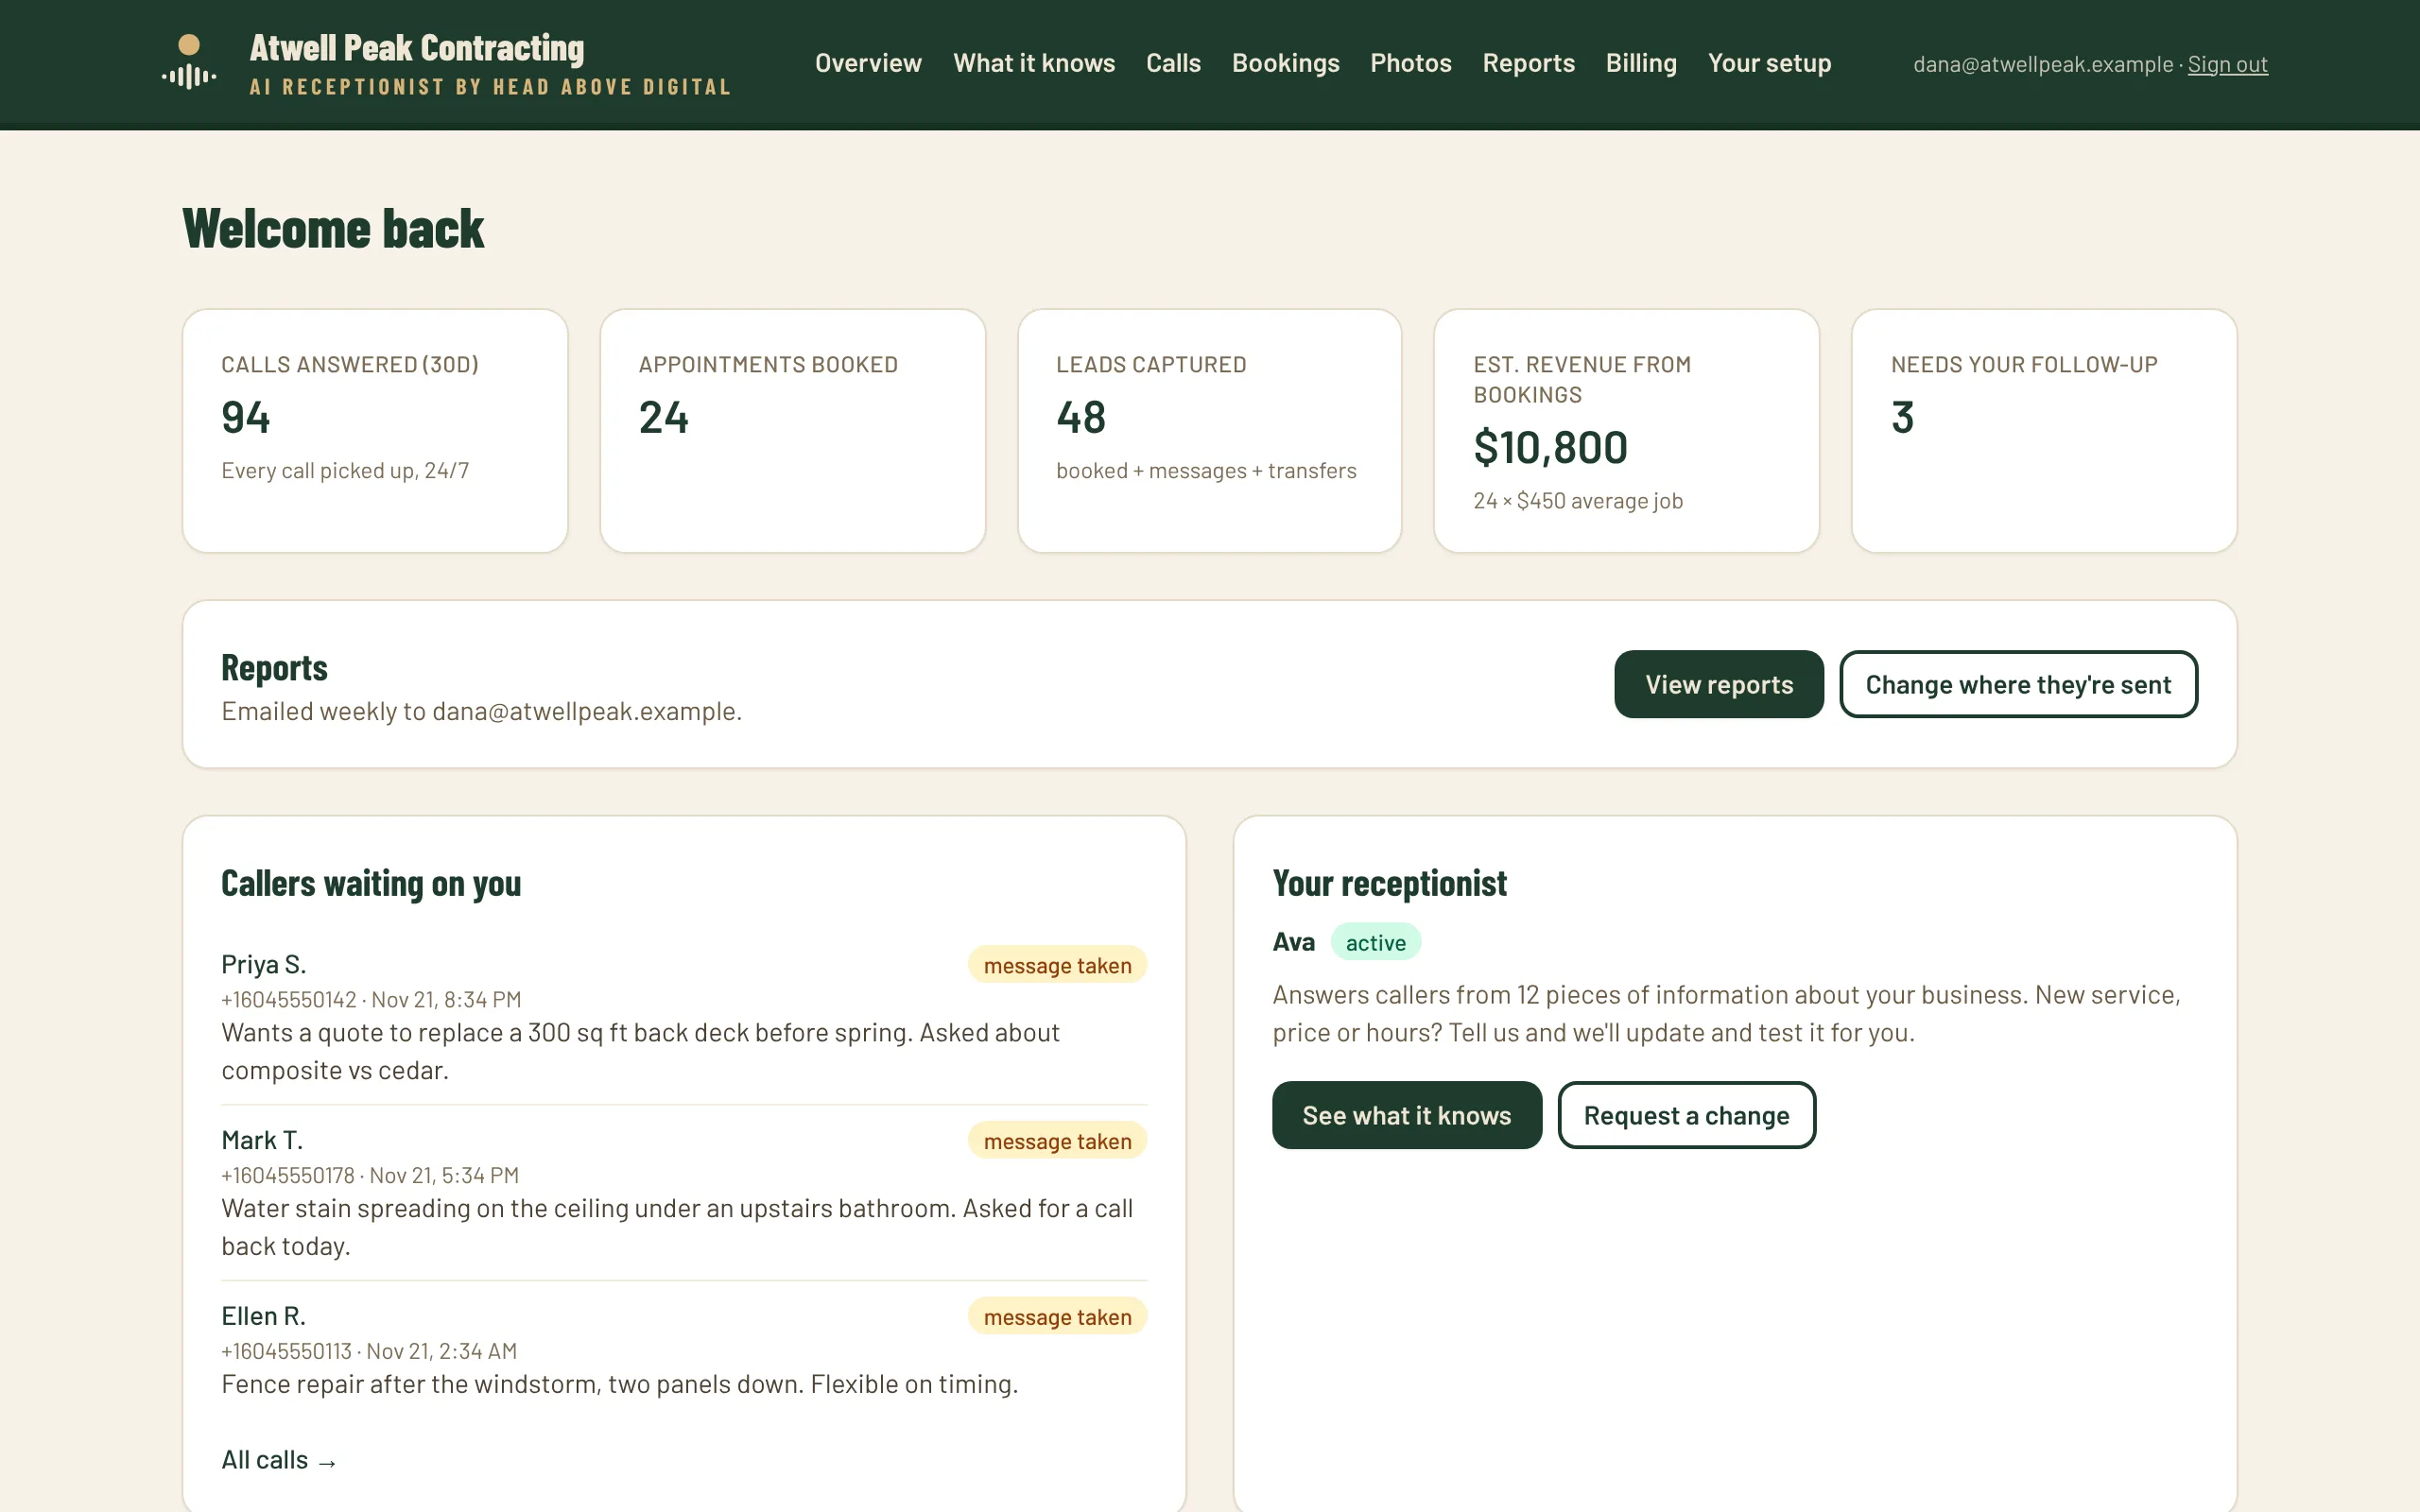 Atwell Peak Contracting
AI RECEPTIONIST BY HEAD ABOVE DIGITAL
Overview What it knows Calls Bookings Photos Reports Billing Your setup
dana@atwellpeak.example · Sign out
Welcome back
CALLS ANSWERED (30D)
94
Every call picked up, 24/7
APPOINTMENTS BOOKED
24
LEADS CAPTURED
48
booked + messages + transfers
EST. REVENUE FROM
BOOKINGS
$10,800
24 × $450 average job
NEEDS YOUR FOLLOW-UP
3
Reports
Emailed weekly to dana@atwellpeak.example.
View reports
Change where they're sent
Callers waiting on you
Priya S.
message taken
+16045550142 · Nov 21, 8:34 PM
Wants a quote to replace a 300 sq ft back deck before spring. Asked about
composite vs cedar.
Mark T.
message taken
+16045550178 · Nov 21, 5:34 PM
Water stain spreading on the ceiling under an upstairs bathroom. Asked for a call
back today.
Ellen R.
message taken
+16045550113 · Nov 21, 2:34 AM
Fence repair after the windstorm, two panels down. Flexible on timing.
All calls →
Your receptionist
Ava active
Answers callers from 12 pieces of information about your business. New service,
price or hours? Tell us and we'll update and test it for you.
See what it knows
Request a change